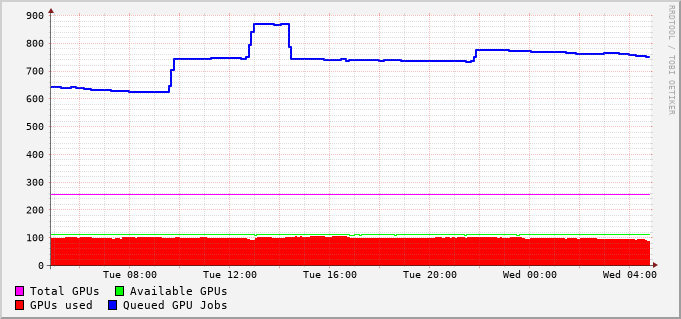 900
800
700
600
500
400
300
200
100
0
Tue 08:00 Tue 12:00 Tue 16:00 Tue 20:00 Wed 00:00 Wed 04:00
Total GPUs Available GPUs
GPUs used Queued GPU Jobs
RRDTOOL / TOBI OETIKER